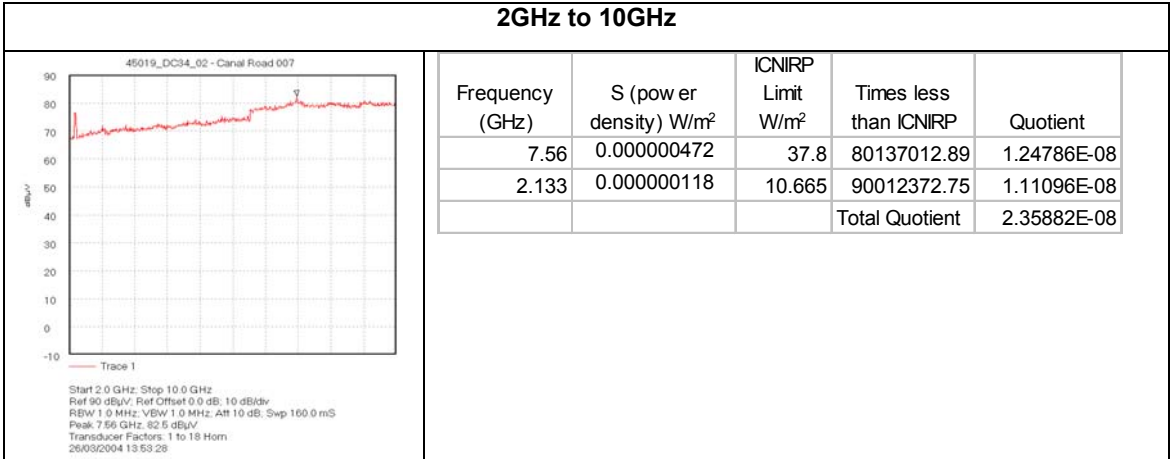 2GHz to 10GHz
45019_DC34_02 - Canal Road 007
90
80
70
60
50
40
30
20
10
0
-10
dBµV
Trace 1
Start 2.0 GHz; Stop 10.0 GHz
Ref 90 dBµV; Ref Offset 0.0 dB; 10 dB/div
RBW 1.0 MHz; VBW 1.0 MHz; Att 10 dB; Swp 160.0 mS
Peak 7.56 GHz, 82.5 dBµV
Transducer Factors: 1 to 18 Horn
26/03/2004 13:53:28
Frequency (GHz) S (pow er density) W/m² ICNIRP Limit W/m² Times less than ICNIRP Quotient
7.56 0.000000472 37.8 80137012.89 1.24786E-08
2.133 0.000000118 10.665 90012372.75 1.11096E-08
Total Quotient 2.35882E-08